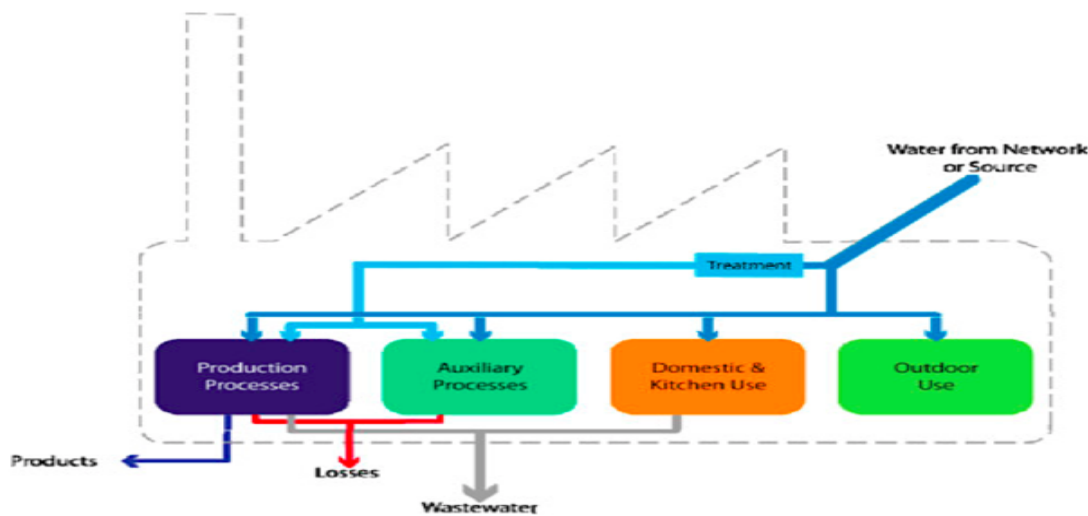 Water from Network
or Source
Treatment
Production
Processes
Auxiliary
Processes
Domestic &
Kitchen Use
Outdoor
Use
Products
Losses
Wastewater